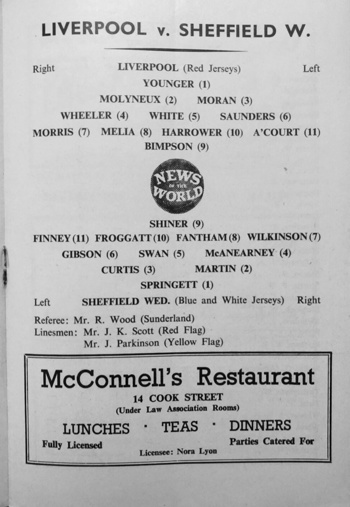 LIVERPOOL v. SHEFFIELD W.
Right LIVERPOOL (Red Jerseys) Left
YOUNGER (1)
MOLYNEUX (2) MORAN (3)
WHEELER (4) WHITE (5) SAUNDERS (6)
MORRIS (7) MELIA (8) HARROWER (10) A'COURT (11)
BIMPSON (9)
NEWS
OF THE
WORLD
SHINER (9)
FINNEY (11) FROGGATT (10) FANTHAM (8) WILKINSON (7)
GIBSON (6) SWAN (5) McANEARNEY (4)
CURTIS (3) MARTIN (2)
SPRINGETT (1)
Left SHEFFIELD WED. (Blue and White Jerseys) Right
Referee: Mr. R. Wood (Sunderland)
Linesmen: Mr. J. K. Scott (Red Flag)
Mr. J. Parkinson (Yellow Flag)
McConnell's Restaurant
14 COOK STREET
(Under Law Association Rooms)
LUNCHES · TEAS · DINNERS
Fully Licensed Parties Catered For
Licensee: Nora Lyon